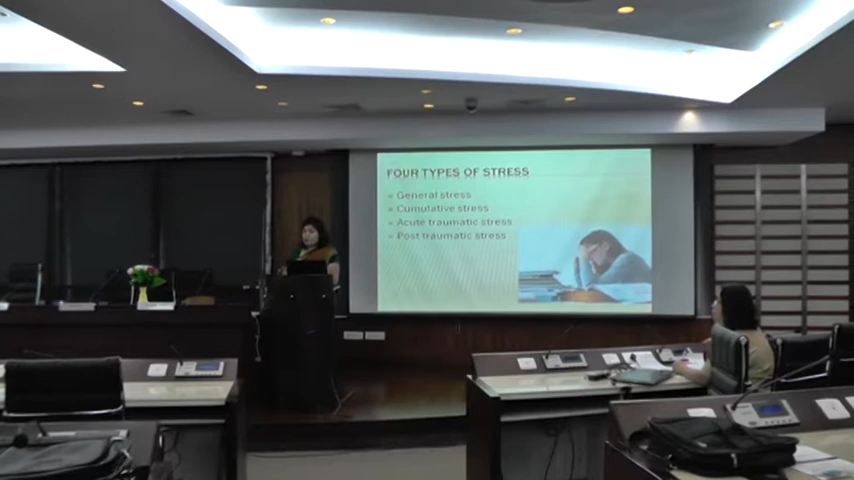 FOUR TYPES OF STRESS
» General stress
» Cumulative stress
» Acute traumatic stress
» Post traumatic stress